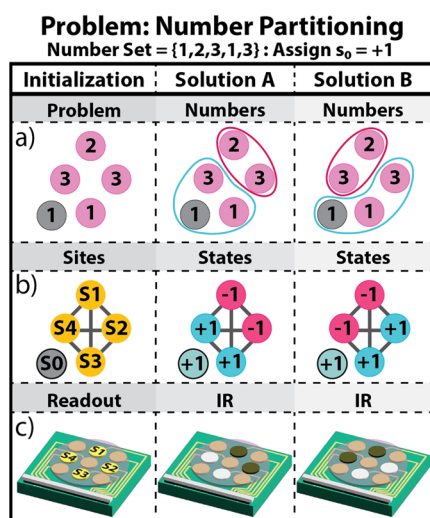 Problem: Number Partitioning
Number Set = {1,2,3,1,3} : Assign s₀ = +1
Initialization Solution A Solution B
Problem Numbers Numbers
a)
2 2 2
3 3 3 3 3 3
1 1 1 1 1 1
Sites States States
b)
S1 -1 -1
S4 S2 +1 -1 -1 +1
S0 S3 +1 +1 +1 +1
Readout IR IR
c)
S1
S4 S2
S3